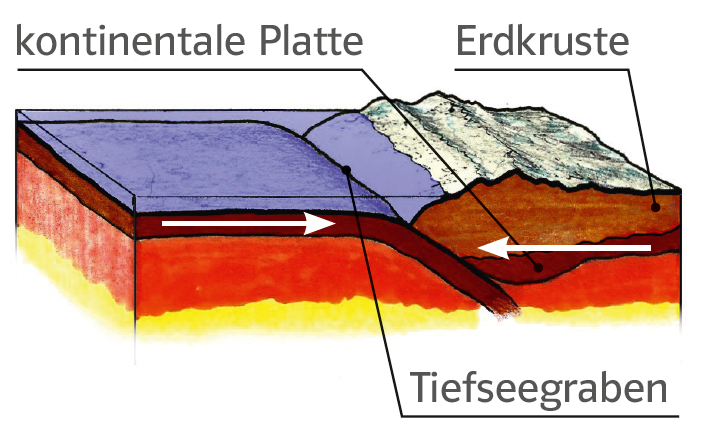 kontinentale Platte
Erdkruste
Tiefseegraben